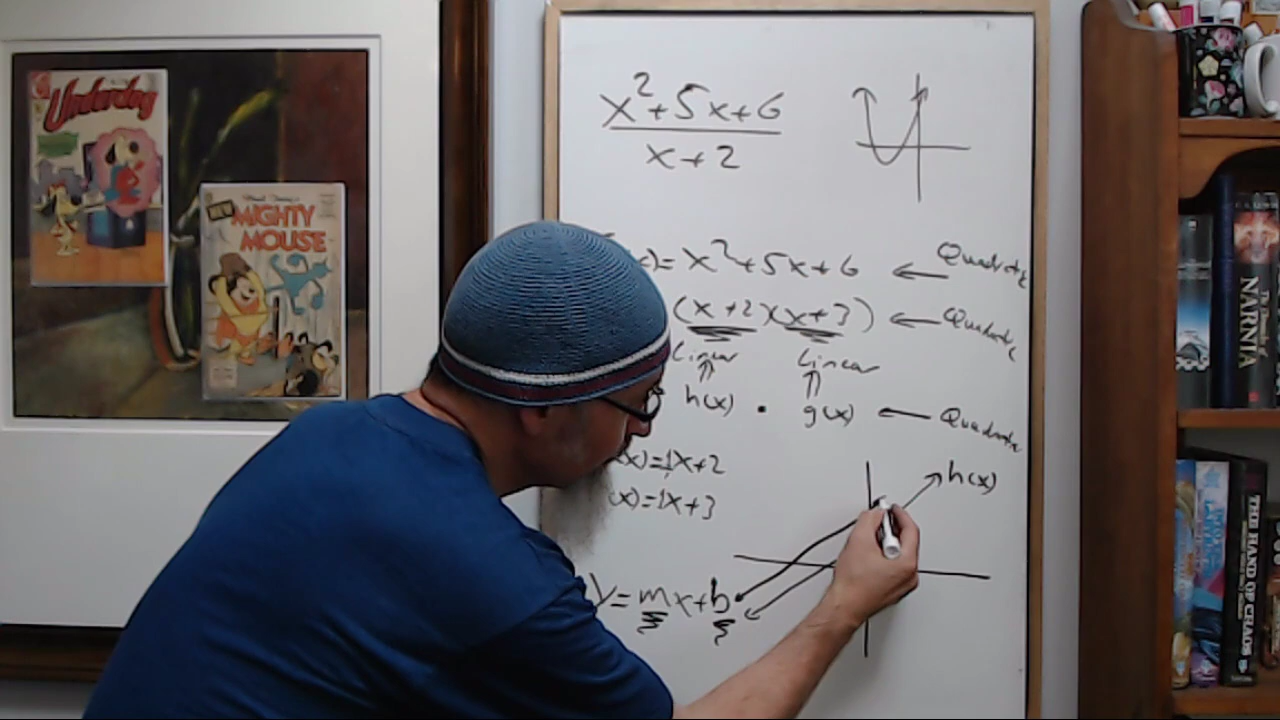 Underdog
NEW
MIGHTY
MOUSE
x²+5x+6
x+2
x)=x²+5x+6 ← Quadratic
(x+2)(x+3) ← Quadratic
Linear Linear
h(x) · g(x) ← Quadratic
(x)=1x+2
(x)=1x+3
h(x)
y=mx+b
NARNIA
THE HAND OF CHAOS